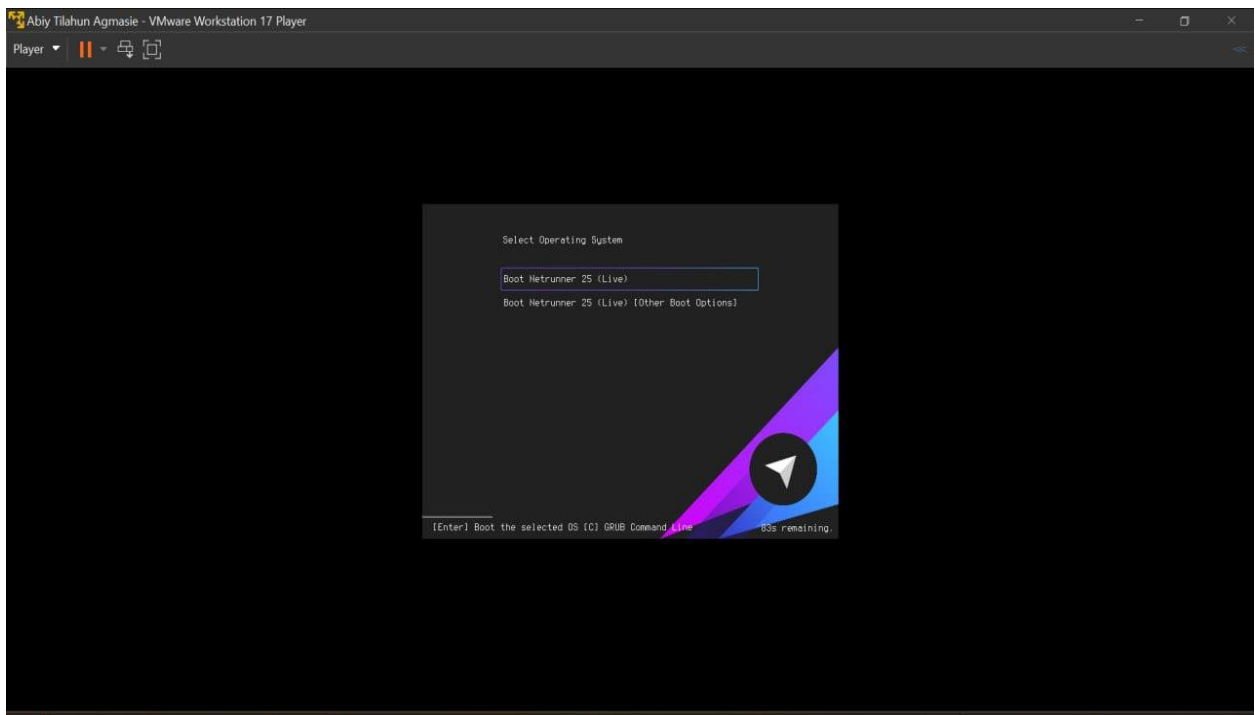 Abiy Tilahun Agmasie - VMware Workstation 17 Player
Player
Select Operating System
Boot Netrunner 25 (Live)
Boot Netrunner 25 (Live) [Other Boot Options]
[Enter] Boot the selected OS [C] GRUB Command Line
83s remaining.